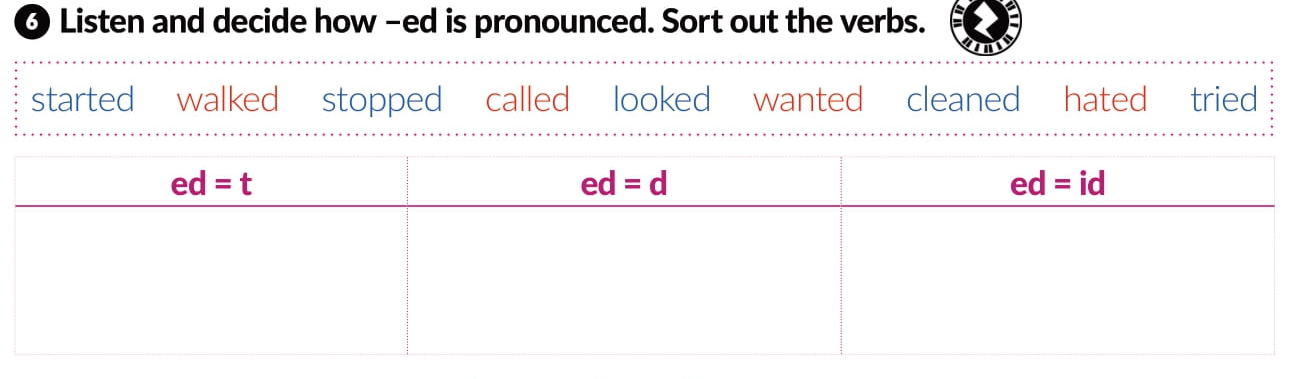 6 Listen and decide how –ed is pronounced. Sort out the verbs.
started walked stopped called looked wanted cleaned hated tried
ed = t ed = d ed = id